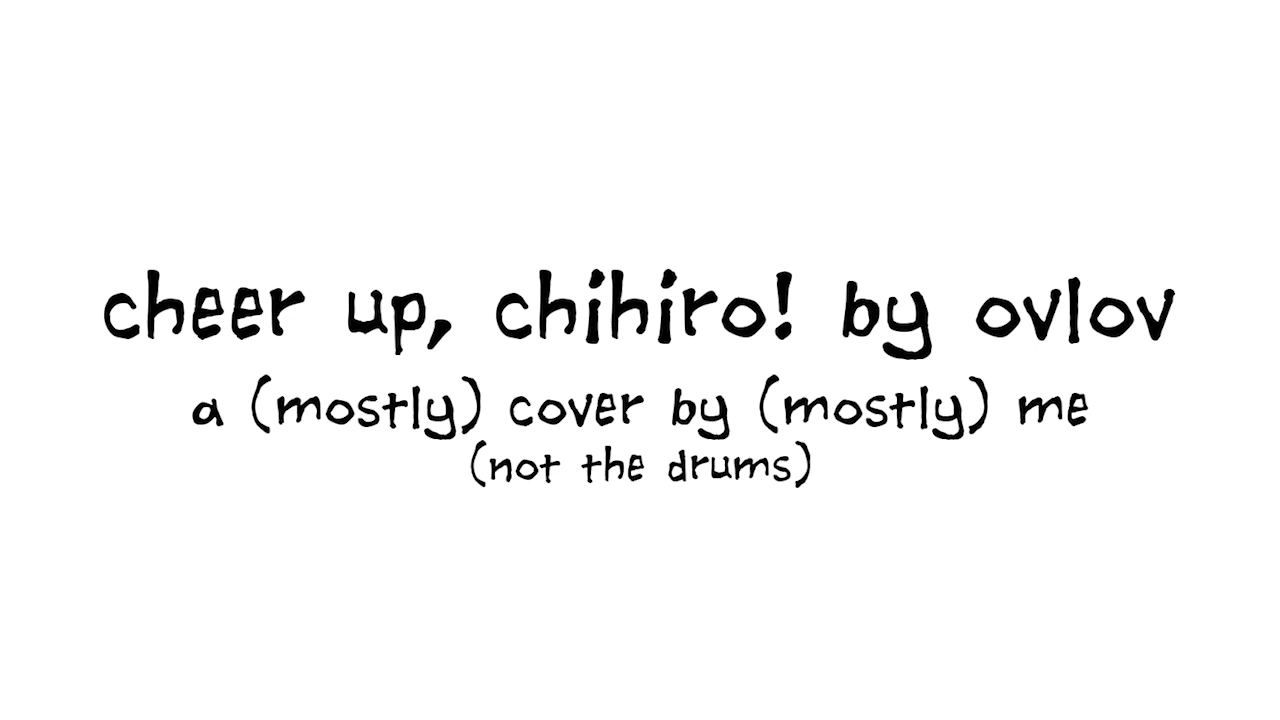 cheer up, chihiro! by ovlov
a (mostly) cover by (mostly) me
(not the drums)